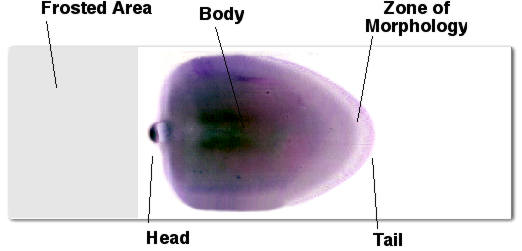 Frosted Area
Body
Zone of
Morphology
Head
Tail